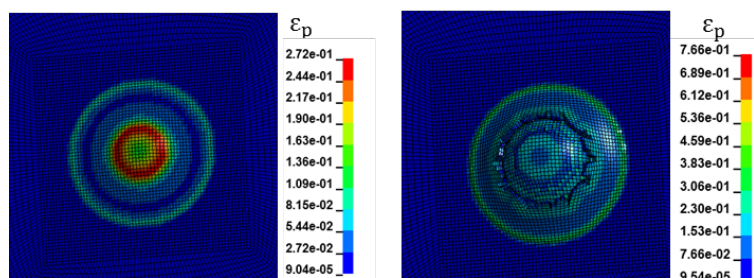 εp
2.72e-01
2.44e-01
2.17e-01
1.90e-01
1.63e-01
1.36e-01
1.09e-01
8.15e-02
5.44e-02
2.72e-02
9.04e-05
εp
7.66e-01
6.89e-01
6.12e-01
5.36e-01
4.59e-01
3.83e-01
3.06e-01
2.30e-01
1.53e-01
7.66e-02
9.54e-05